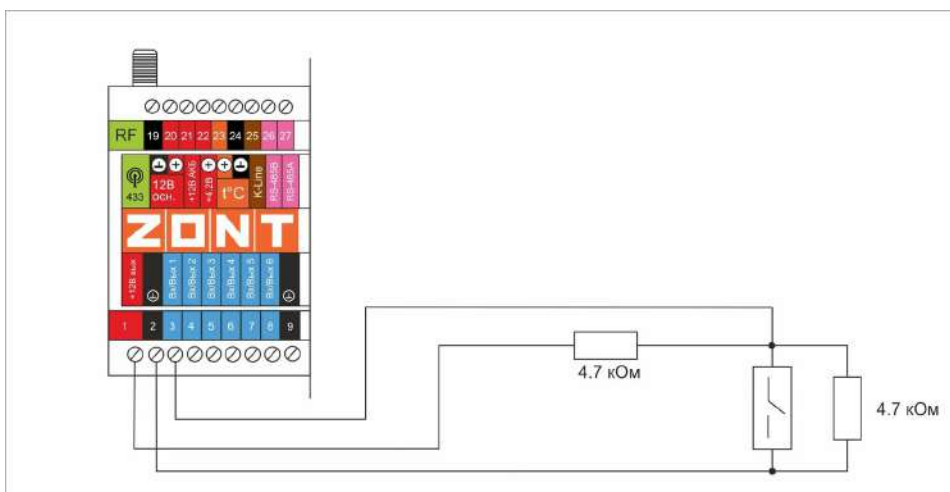 RF 19 20 21 22 23 24 25 26 27
433
12В
осн.
+12В АКБ
+4.2В
t°C
K-Line
RS-485B
RS-485A
ZONT
+12В вых
Вх/Вых 1
Вх/Вых 2
Вх/Вых 3
Вх/Вых 4
Вх/Вых 5
Вх/Вых 6
1 2 3 4 5 6 7 8 9
4.7 кОм
4.7 кОм